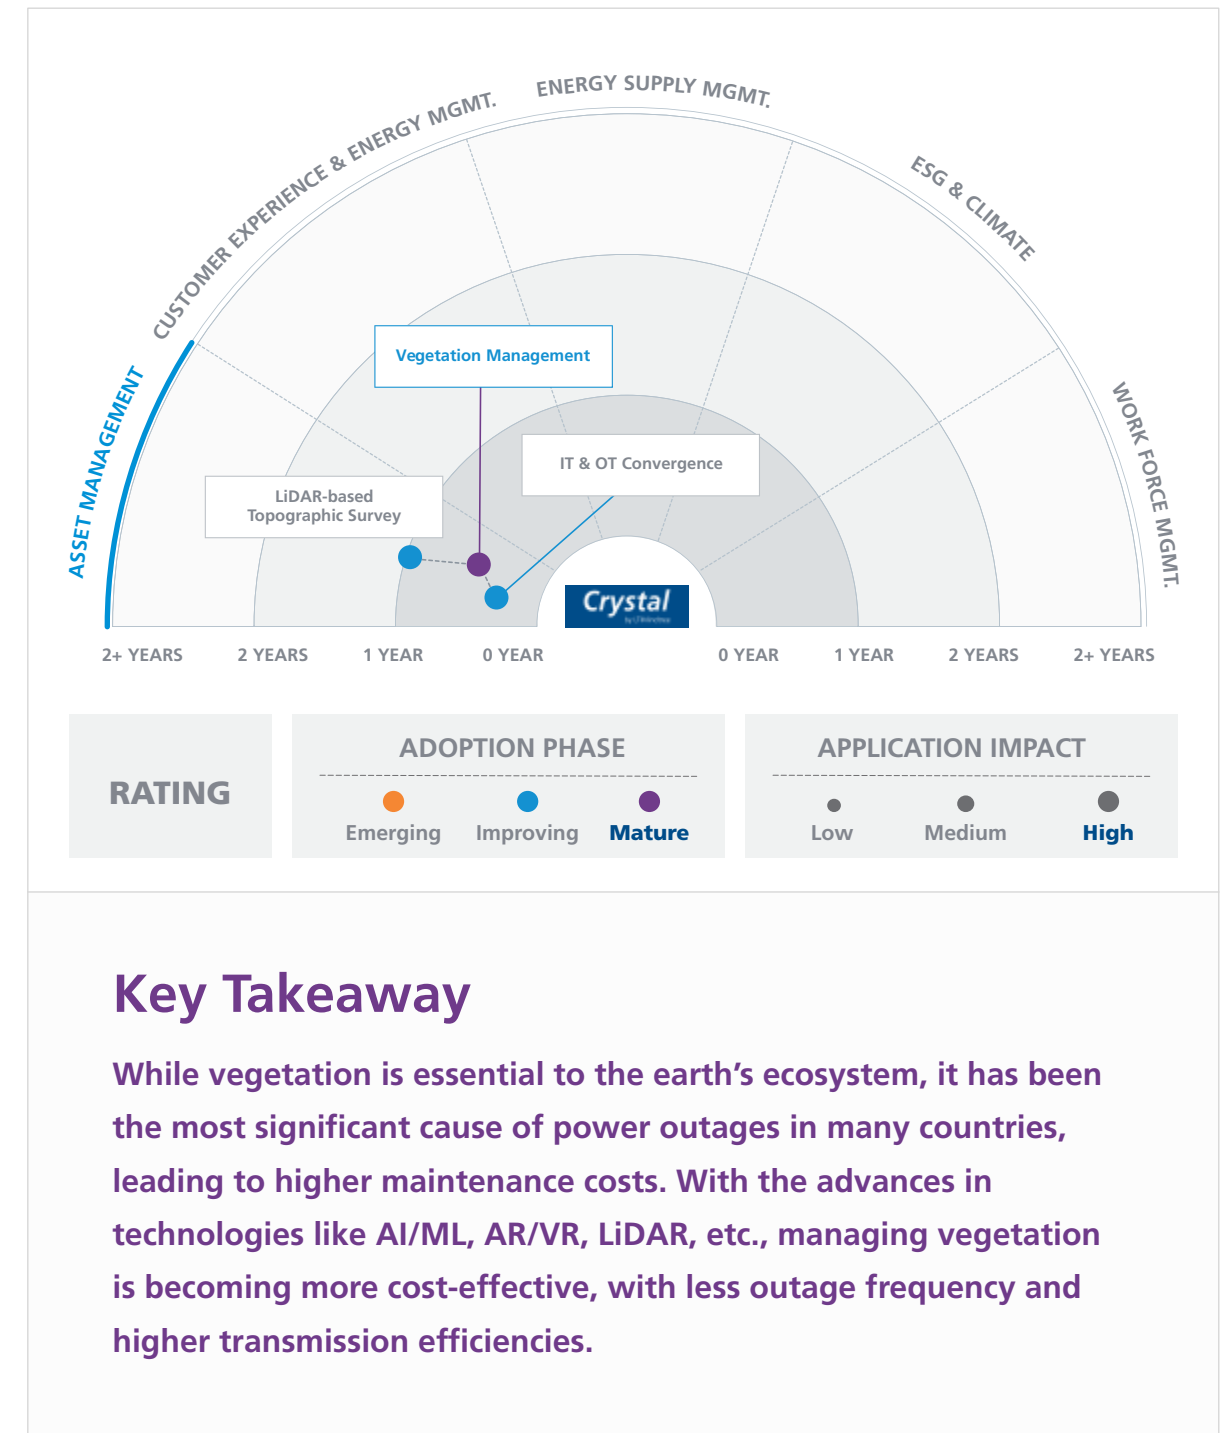 ENERGY SUPPLY MGMT.
CUSTOMER EXPERIENCE & ENERGY MGMT.
ESG & CLIMATE
ASSET MANAGEMENT
WORK FORCE MGMT.
Vegetation Management
IT & OT Convergence
LiDAR-based
Topographic Survey
Crystal
2+ YEARS 2 YEARS 1 YEAR 0 YEAR 0 YEAR 1 YEAR 2 YEARS 2+ YEARS
RATING
ADOPTION PHASE
Emerging Improving Mature
APPLICATION IMPACT
Low Medium High
Key Takeaway
While vegetation is essential to the earth’s ecosystem, it has been
the most significant cause of power outages in many countries,
leading to higher maintenance costs. With the advances in
technologies like AI/ML, AR/VR, LiDAR, etc., managing vegetation
is becoming more cost-effective, with less outage frequency and
higher transmission efficiencies.